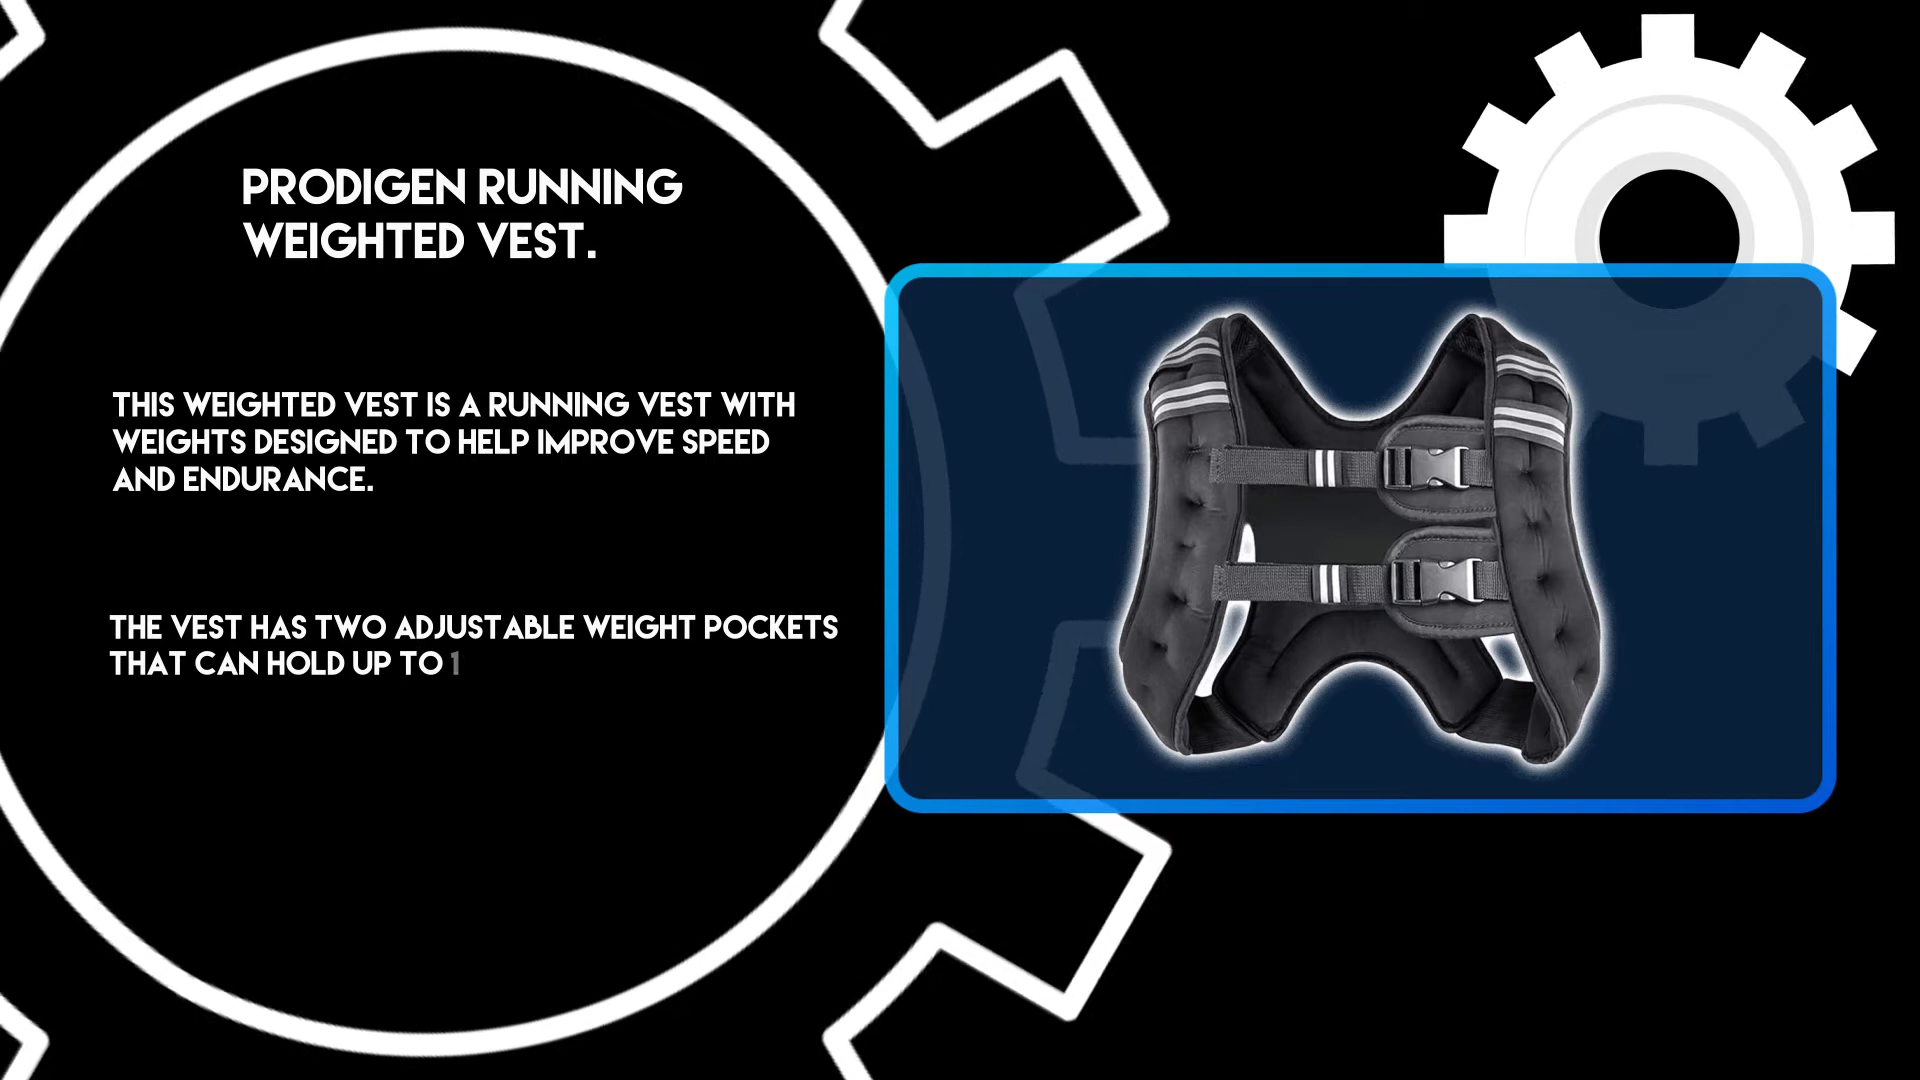 PRODIGEN RUNNING
WEIGHTED VEST.
THIS WEIGHTED VEST IS A RUNNING VEST WITH
WEIGHTS DESIGNED TO HELP IMPROVE SPEED
AND ENDURANCE.
THE VEST HAS TWO ADJUSTABLE WEIGHT POCKETS
THAT CAN HOLD UP TO 1